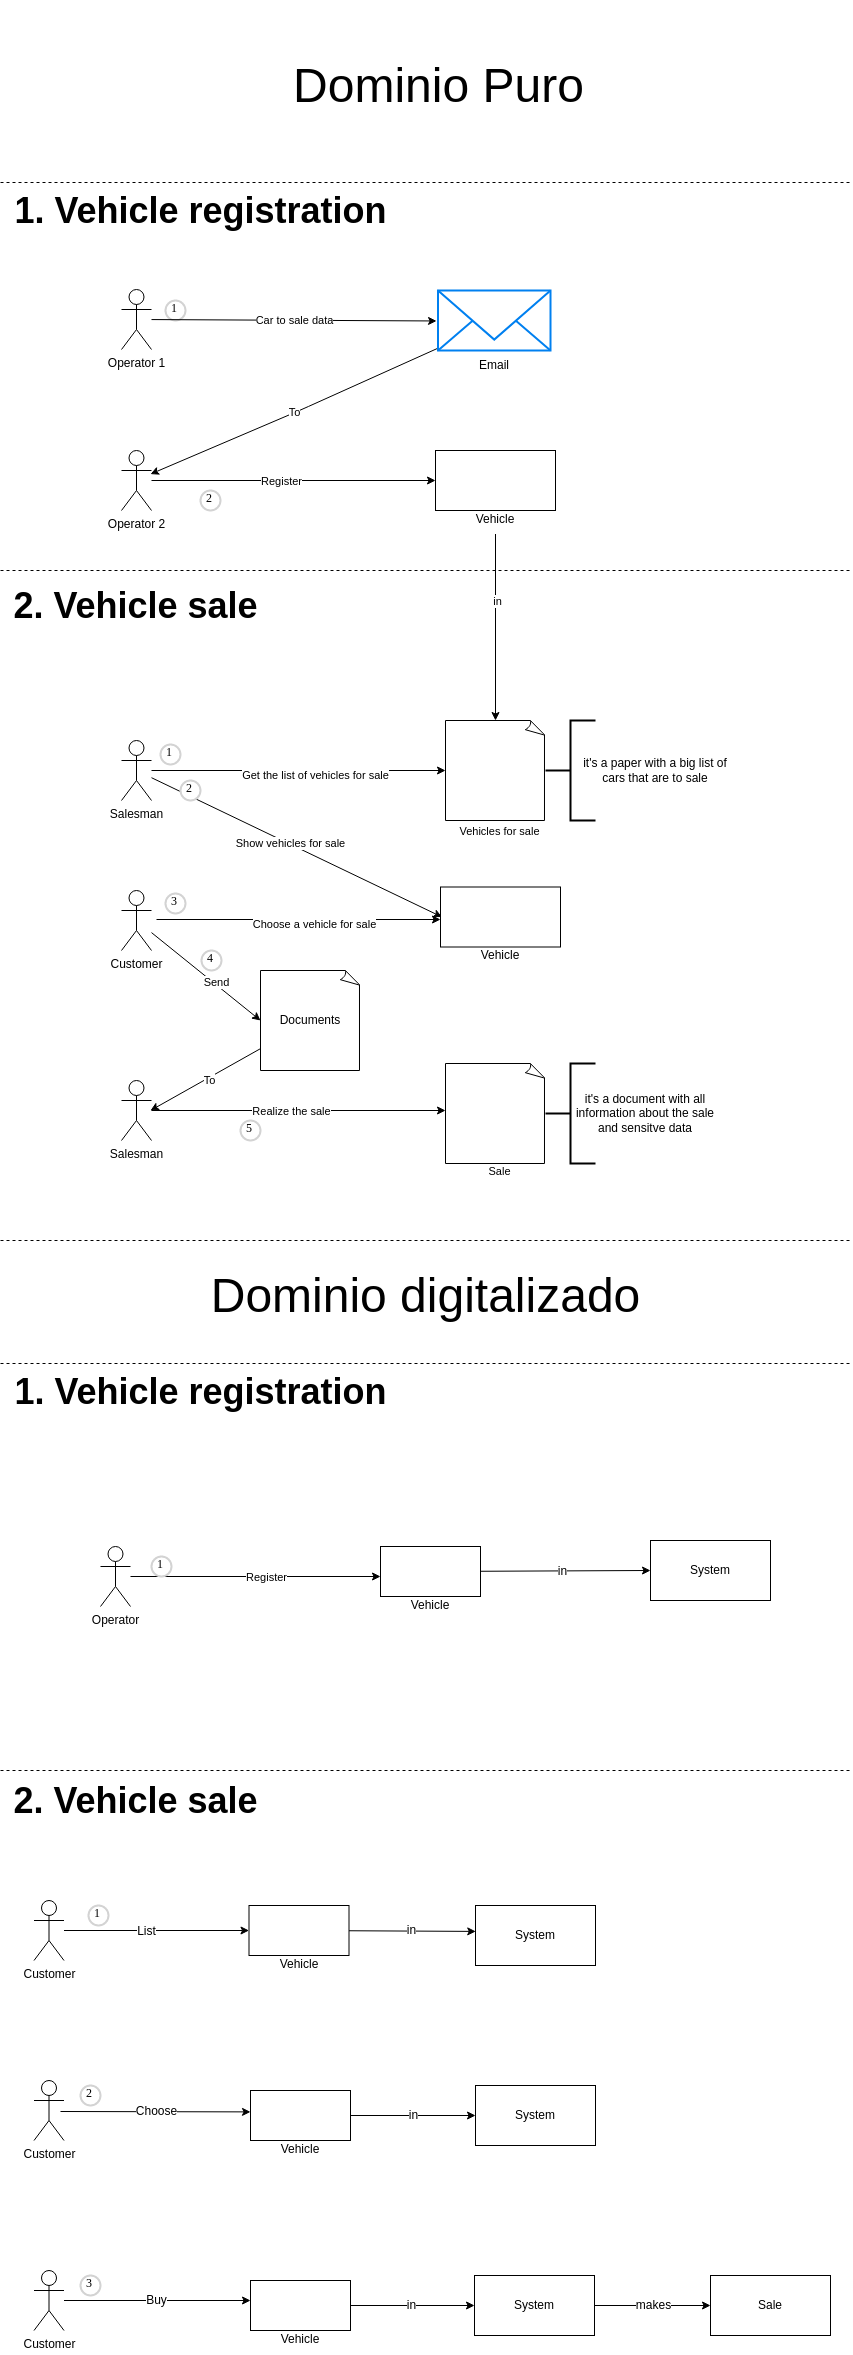 Dominio Puro
1. Vehicle registration
1
Car to sale data
Operator 1
Email
To
Register
2
Operator 2
Vehicle
in
2. Vehicle sale
1
Get the list of vehicles for sale
2
Salesman
Vehicles for sale
it's a paper with a big list of
cars that are to sale
Show vehicles for sale
3
Choose a vehicle for sale
Customer
Vehicle
4
Send
Documents
To
Realize the sale
5
Salesman
Sale
it's a document with all
information about the sale
and sensitve data
Dominio digitalizado
1. Vehicle registration
1
Register
Operator
Vehicle
in
System
2. Vehicle sale
1
List
Customer
Vehicle
in
System
2
Choose
Customer
Vehicle
in
System
3
Buy
Customer
Vehicle
in
System
makes
Sale